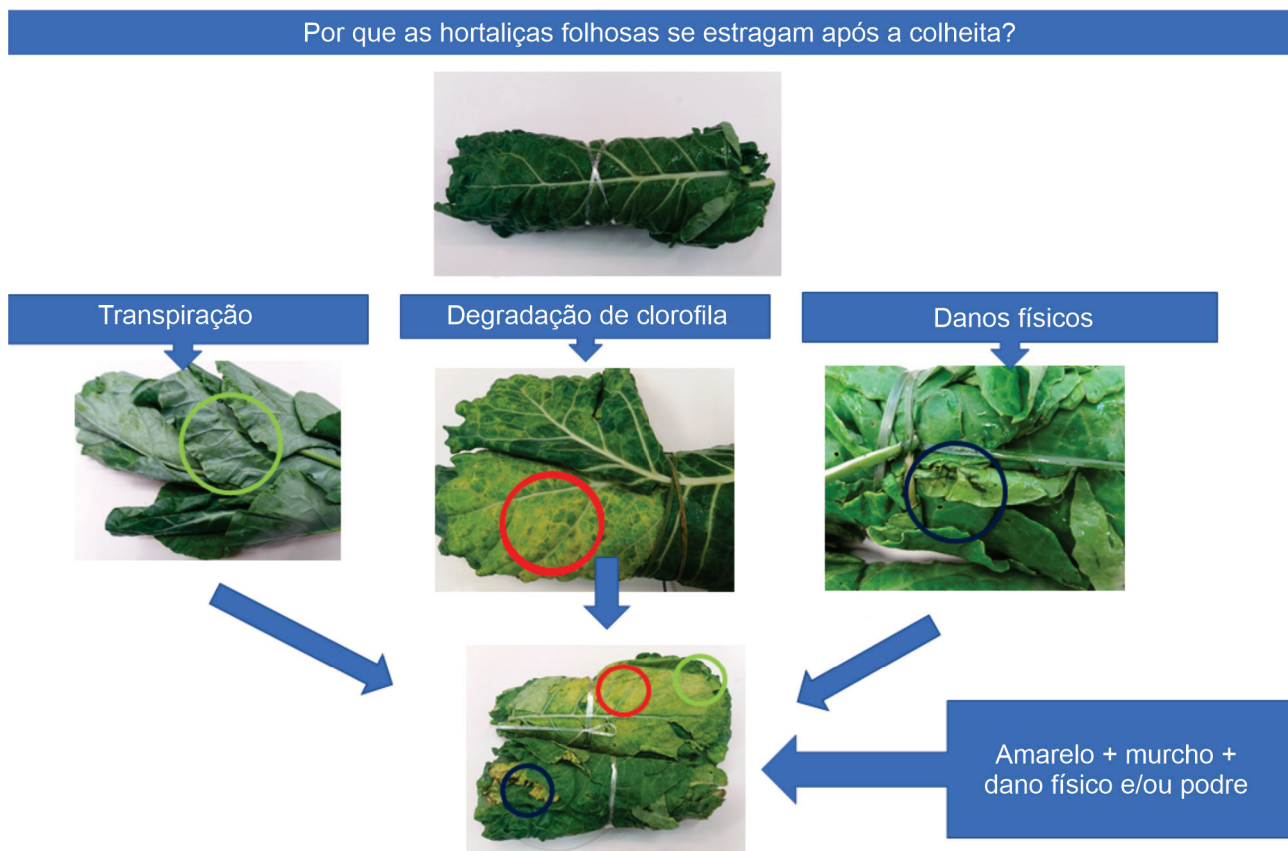 Por que as hortaliças folhosas se estragam após a colheita?
Transpiração
Degradação de clorofila
Danos físicos
Amarelo + murcho +
dano físico e/ou podre